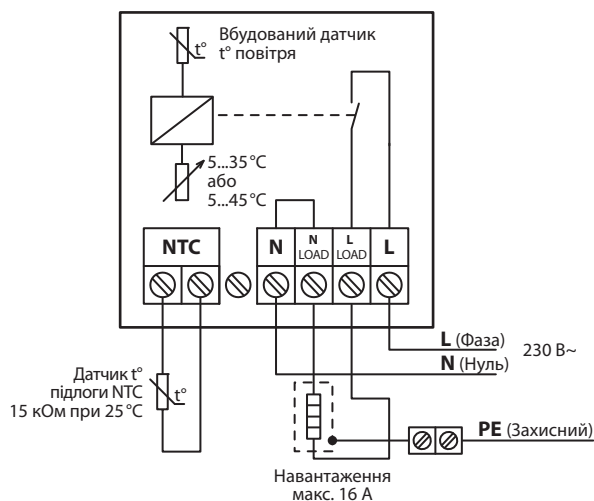 Вбудований датчик
t° повітря
t°
5...35 °C
або
5...45 °C
NTC
N
N
LOAD
L
LOAD
L
L (Фаза)
230 В~
N (Нуль)
Датчик t°
підлоги NTC
15 кОм при 25 °C
t°
PE (Захисний)
Навантаження
макс. 16 А